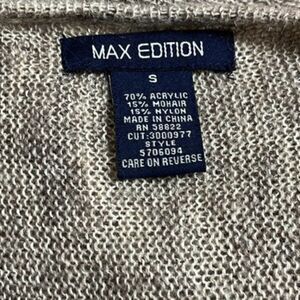 MAX EDITION
S
70% ACRYLIC
15% MOHAIR
15% NYLON
MADE IN CHINA
RN 58822
CUT:3000977
STYLE
5706094
CARE ON REVERSE